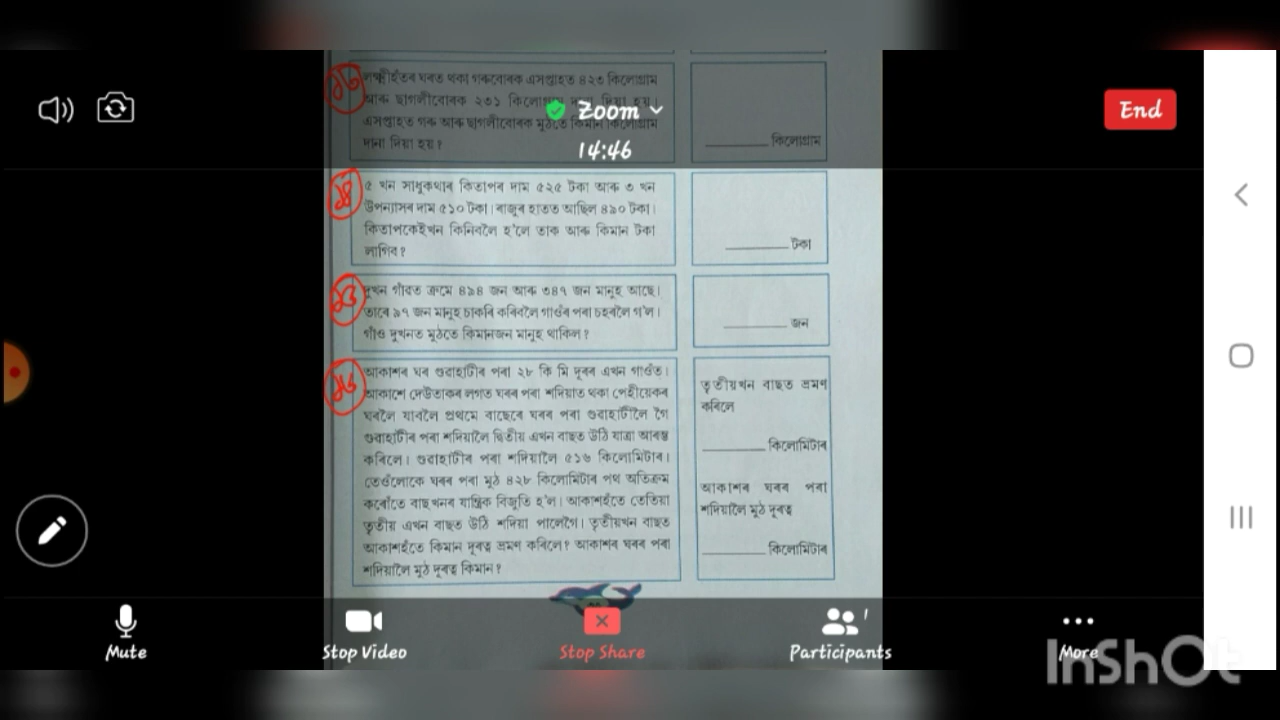 লক্ষ্মীহঁতৰ ঘৰত থকা গৰুবোৰক এসপ্তাহত ৪২৩ কিলোগ্ৰাম
আৰু ছাগলীবোৰক ২৩১ কিলোগ্ৰাম দানা দিয়া হয়।
এসপ্তাহত গৰু আৰু ছাগলীবোৰক মুঠতে কিমান কিলোগ্ৰাম
দানা দিয়া হয়?
কিলোগ্ৰাম
Zoom
14:46
End
৫ খন সাধুকথাৰ কিতাপৰ দাম ৫২৫ টকা আৰু ৩ খন
উপন্যাসৰ দাম ৫১০ টকা। ৰাজুৰ হাতত আছিল ৪৯০ টকা।
কিতাপকেইখন কিনিবলৈ হ'লে তাক আৰু কিমান টকা
লাগিব?
টকা
দুখন গাঁৱত ক্ৰমে ৪৯৪ জন আৰু ৩৪৭ জন মানুহ আছে।
তাৰে ৯৭ জন মানুহ চাকৰি কৰিবলৈ গাওঁৰ পৰা চহৰলৈ গ'ল।
গাঁও দুখনত মুঠতে কিমানজন মানুহ থাকিল?
জন
আকাশৰ ঘৰ গুৱাহাটীৰ পৰা ২৮ কি মি দূৰৰ এখন গাওঁত।
আকাশে দেউতাকৰ লগত ঘৰৰ পৰা শদিয়াত থকা পেহীয়েকৰ
ঘৰলৈ যাবলৈ প্ৰথমে বাছেৰে ঘৰৰ পৰা গুৱাহাটীলৈ গৈ
গুৱাহাটীৰ পৰা শদিয়ালৈ দ্বিতীয় এখন বাছত উঠি যাত্ৰা আৰম্ভ
কৰিলে। গুৱাহাটীৰ পৰা শদিয়ালৈ ৫১৬ কিলোমিটাৰ।
তেওঁলোকে ঘৰৰ পৰা মুঠ ৪২৮ কিলোমিটাৰ পথ অতিক্ৰম
কৰোঁতে বাছখনৰ যান্ত্ৰিক বিজুতি হ'ল। আকাশহঁতে তেতিয়া
তৃতীয় এখন বাছত উঠি শদিয়া পালেগৈ। তৃতীয়খন বাছত
আকাশহঁতে কিমান দূৰত্ব ভ্ৰমণ কৰিলে? আকাশৰ ঘৰৰ পৰা
শদিয়ালৈ মুঠ দূৰত্ব কিমান?
তৃতীয়খন বাছত ভ্ৰমণ
কৰিলে
কিলোমিটাৰ
আকাশৰ ঘৰৰ পৰা
শদিয়ালৈ মুঠ দূৰত্ব
কিলোমিটাৰ
Mute
Stop Video
Stop Share
Participants
1
More
InShOt